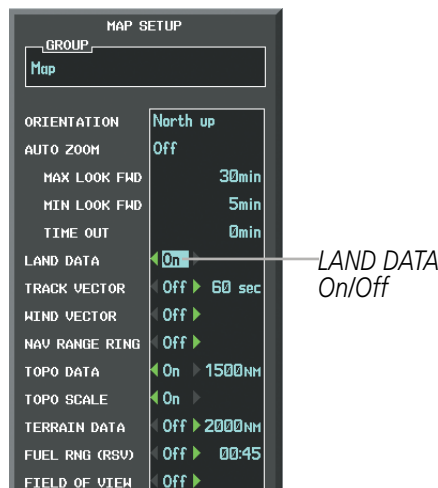 MAP SETUP
GROUP
Map
ORIENTATION North up
AUTO ZOOM Off
MAX LOOK FWD 30min
MIN LOOK FWD 5min
TIME OUT 0min
LAND DATA On
LAND DATA
On/Off
TRACK VECTOR Off 60 sec
WIND VECTOR Off
NAV RANGE RING Off
TOPO DATA On 1500NM
TOPO SCALE On
TERRAIN DATA Off 2000NM
FUEL RNG (RSV) Off 00:45
FIELD OF VIEW Off